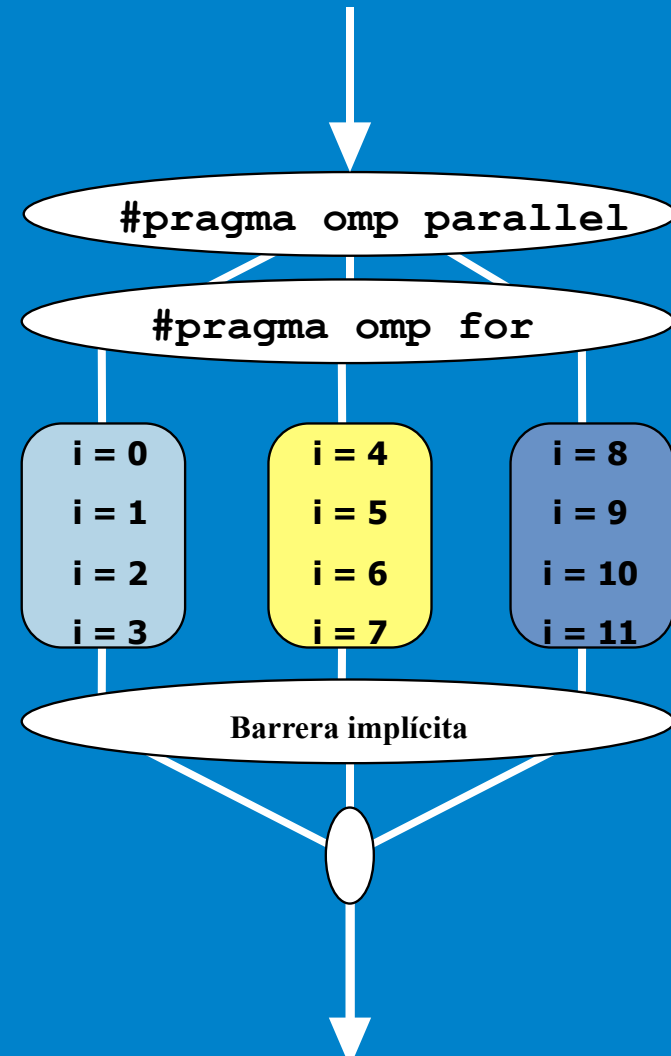 #pragma omp parallel
#pragma omp for
i = 0
i = 1
i = 2
i = 3
i = 4
i = 5
i = 6
i = 7
i = 8
i = 9
i = 10
i = 11
Barrera implícita